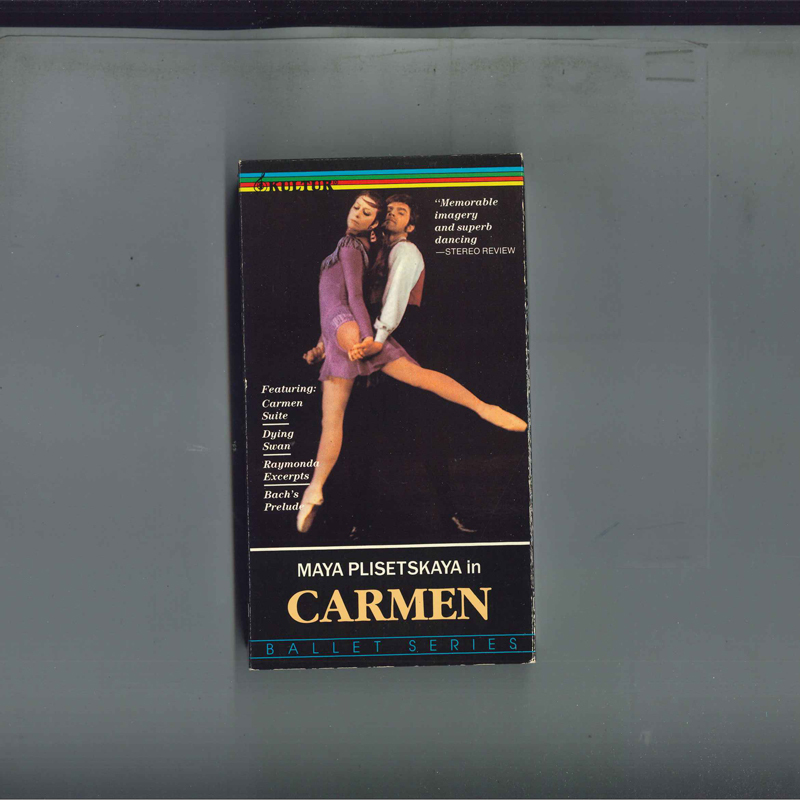 KULTUR
"Memorable
imagery
and superb
dancing
—STEREO REVIEW
Featuring:
Carmen
Suite
Dying
Swan
Raymonda
Excerpts
Bach's
Prelude
MAYA PLISETSKAYA in
CARMEN
BALLET SERIES